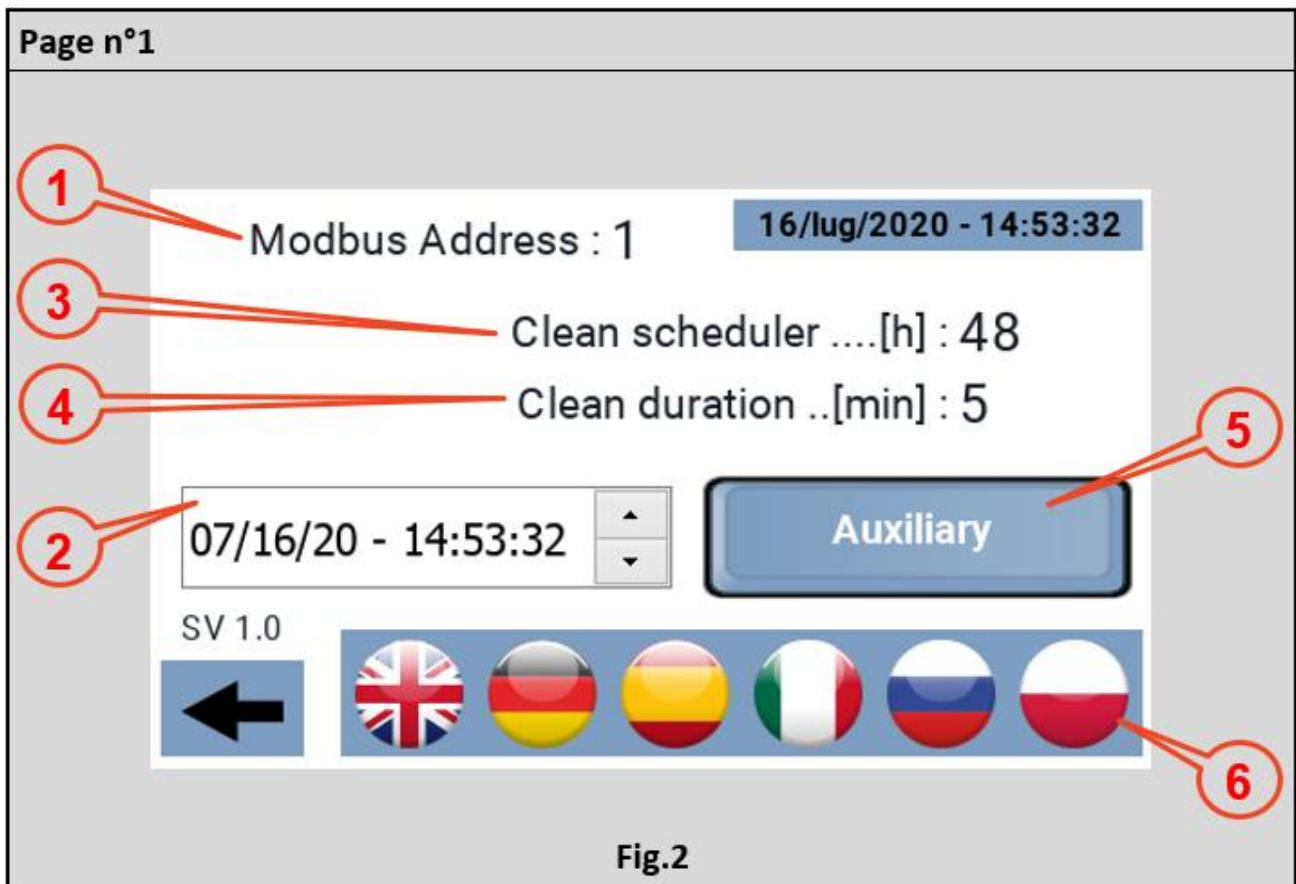 Page n°1
1
Modbus Address : 1
16/lug/2020 - 14:53:32
3
Clean scheduler ....[h] : 48
4
Clean duration ..[min] : 5
5
2
07/16/20 - 14:53:32
Auxiliary
SV 1.0
6
Fig.2